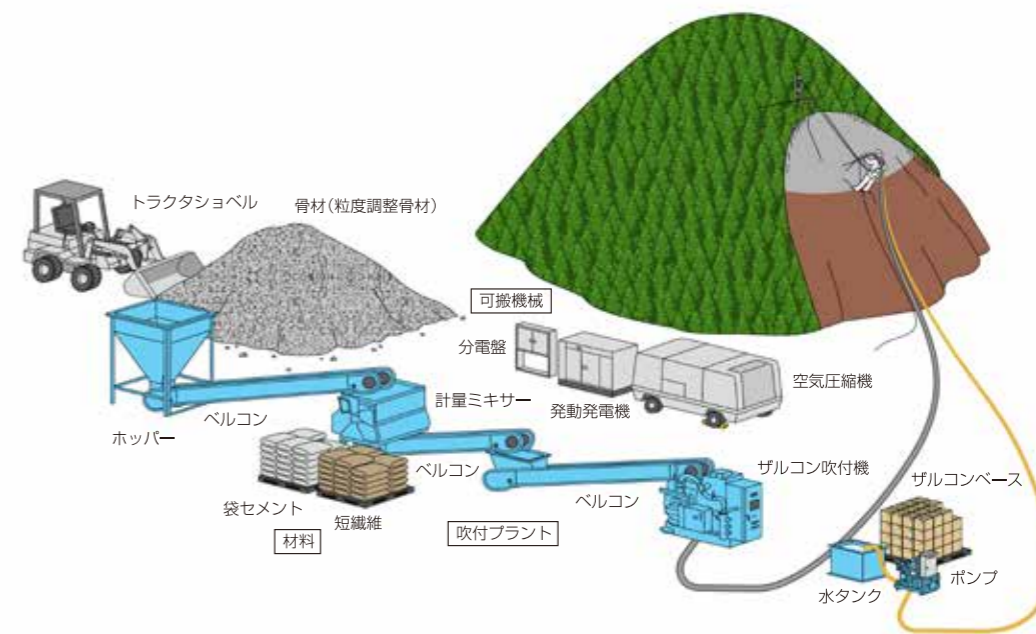 トラクタショベル
骨材（粒度調整骨材）
可搬機械
分電盤
発動発電機
空気圧縮機
ホッパー
ベルコン
計量ミキサー
ベルコン
ベルコン
ザルコン吹付機
ザルコンベース
袋セメント
短繊維
材料
吹付プラント
水タンク
ポンプ